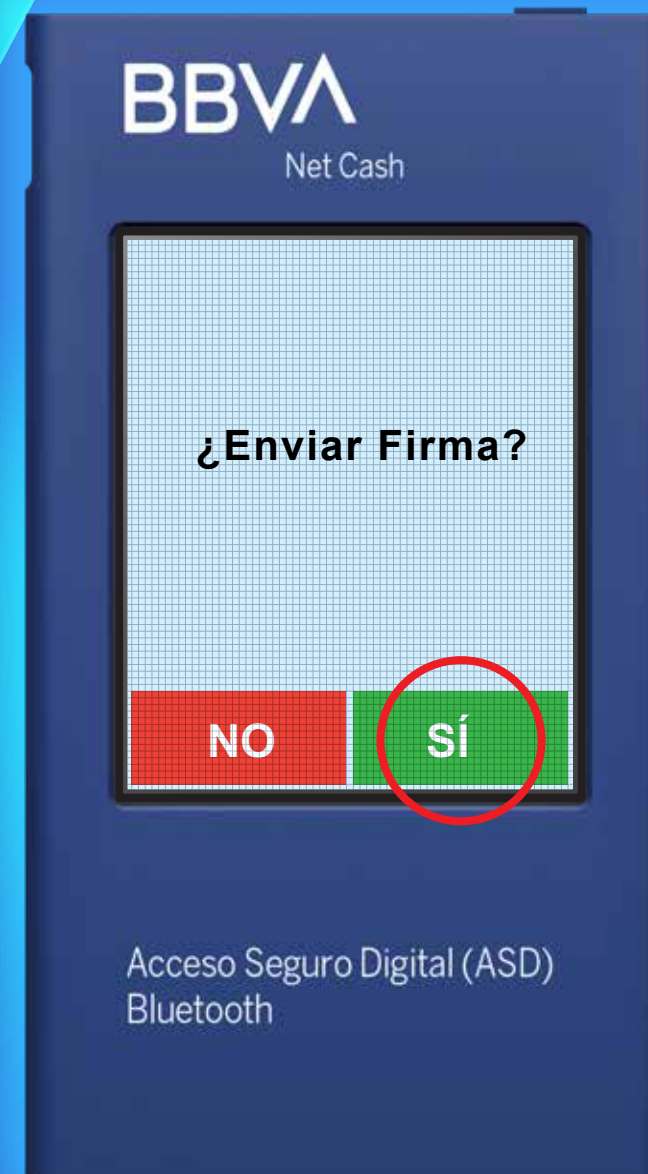 BBVA
Net Cash
¿Enviar Firma?
NO SÍ
Acceso Seguro Digital (ASD)
Bluetooth